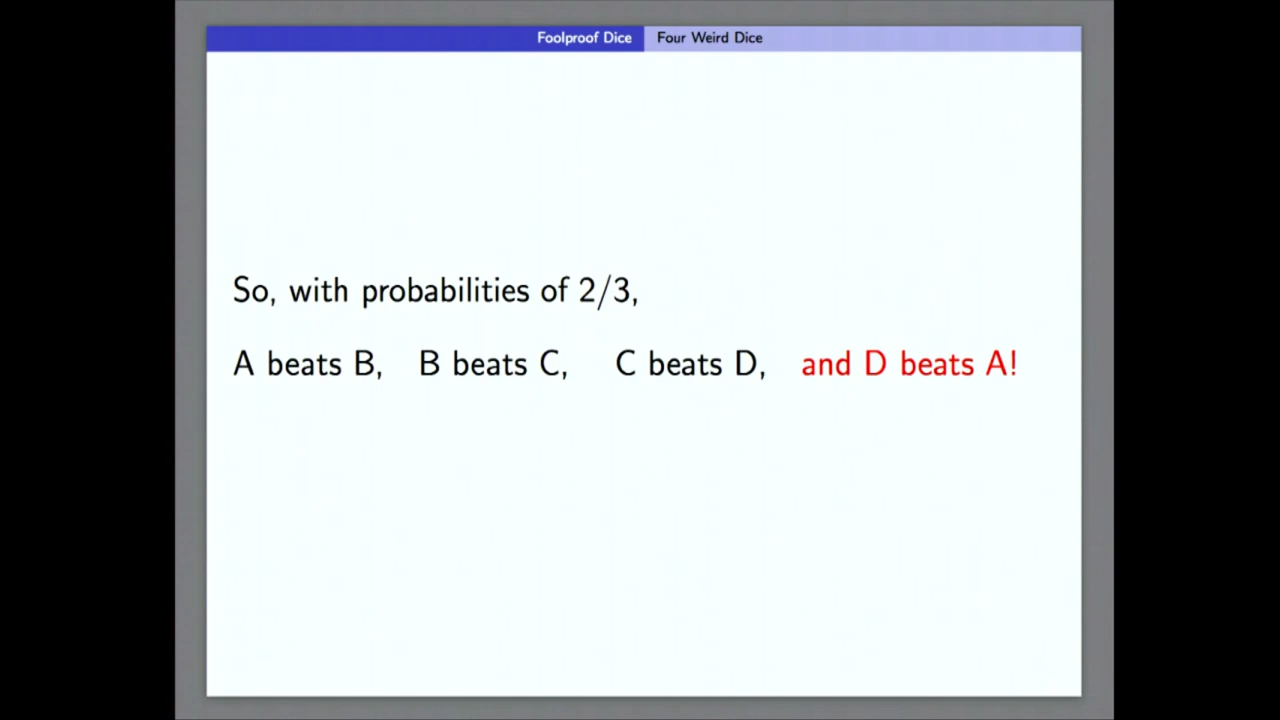 Foolproof Dice Four Weird Dice
So, with probabilities of 2/3,
A beats B, B beats C, C beats D, and D beats A!